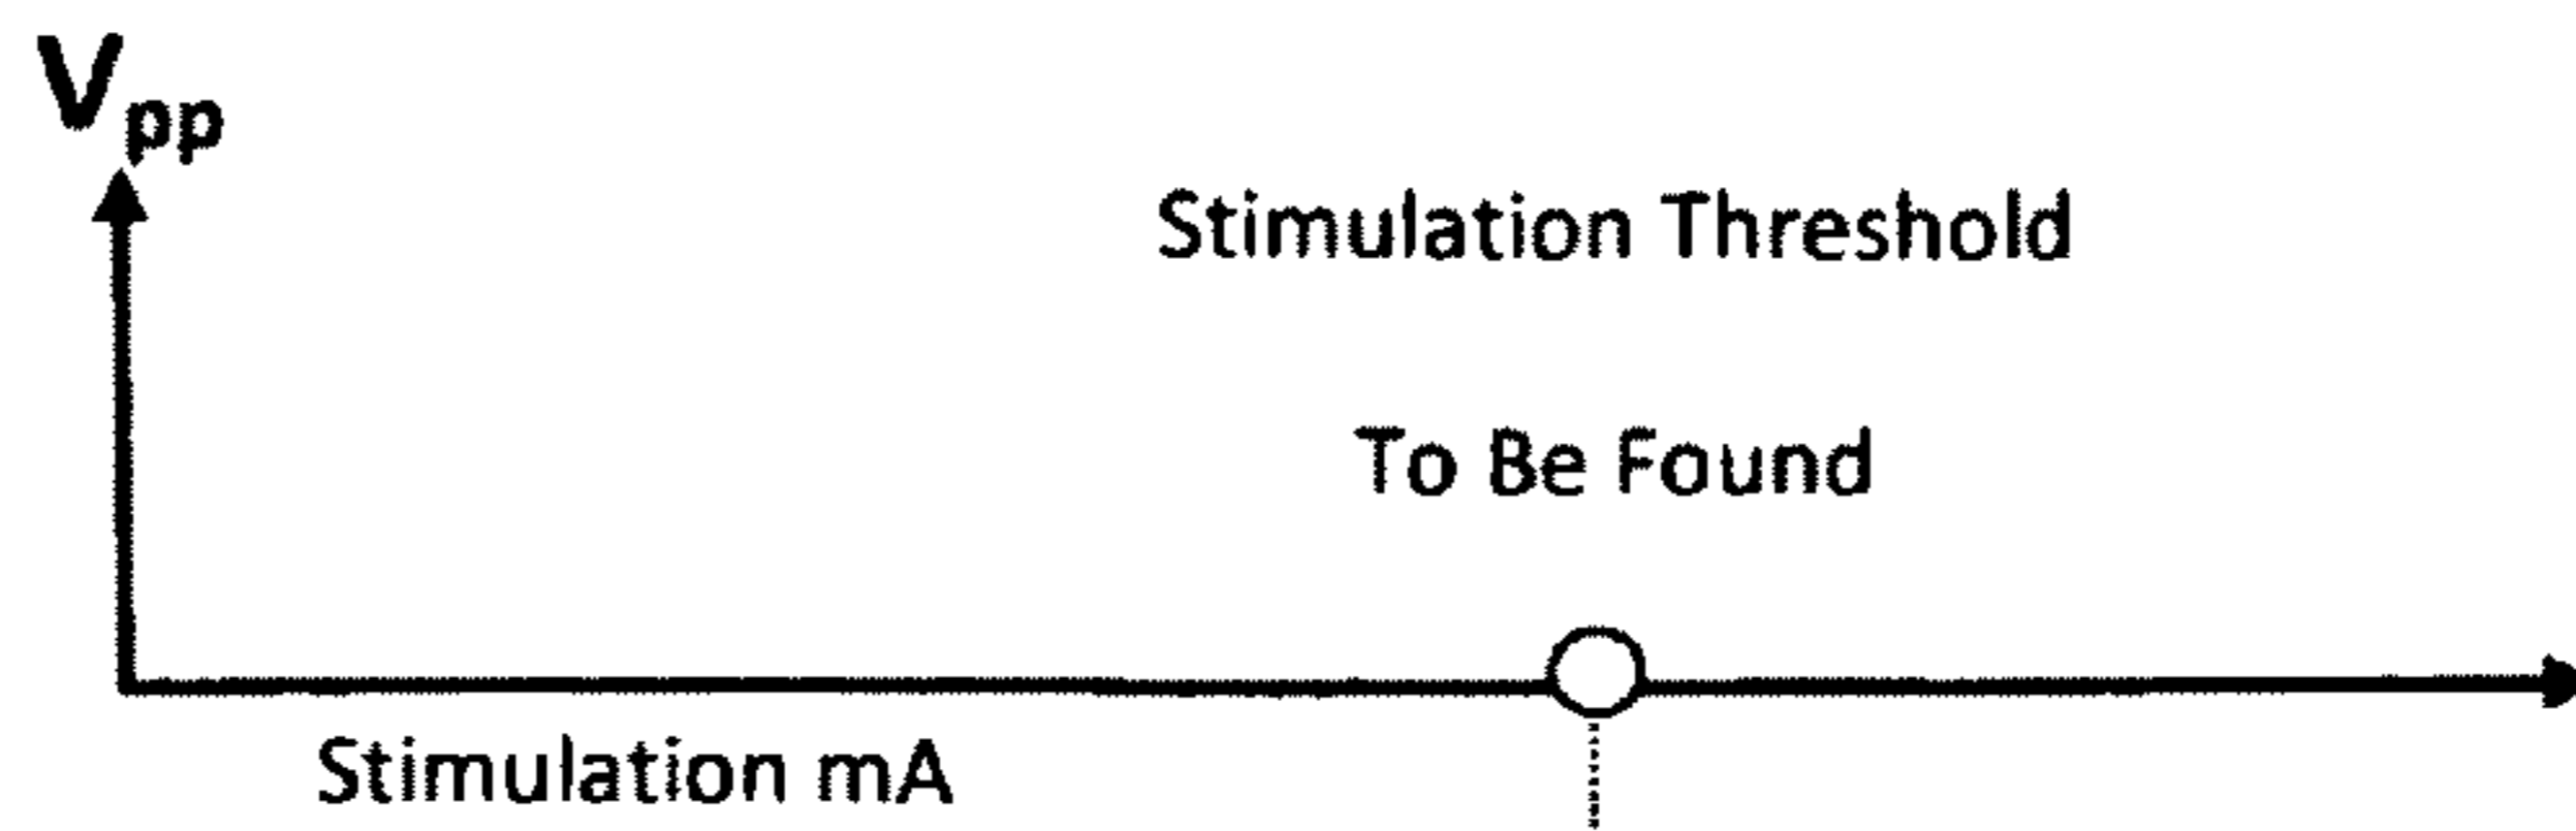 Vpp
Stimulation Threshold
To Be Found
Stimulation mA